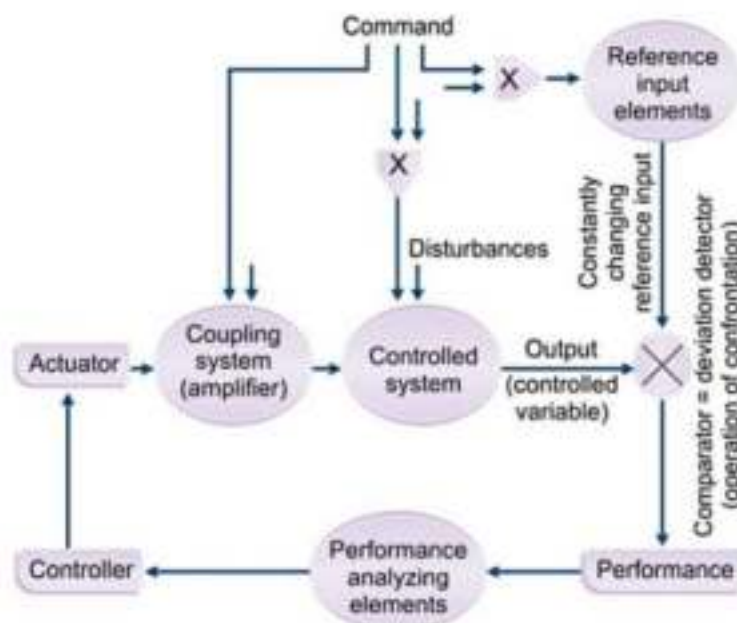 Command
X
Reference
input
elements
X
Constantly
changing
reference input
Disturbances
Comparator = deviation detector
(operation of confrontation)
Actuator
Coupling
system
(amplifier)
Controlled
system
Output
(controlled
variable)
Controller
Performance
analyzing
elements
Performance